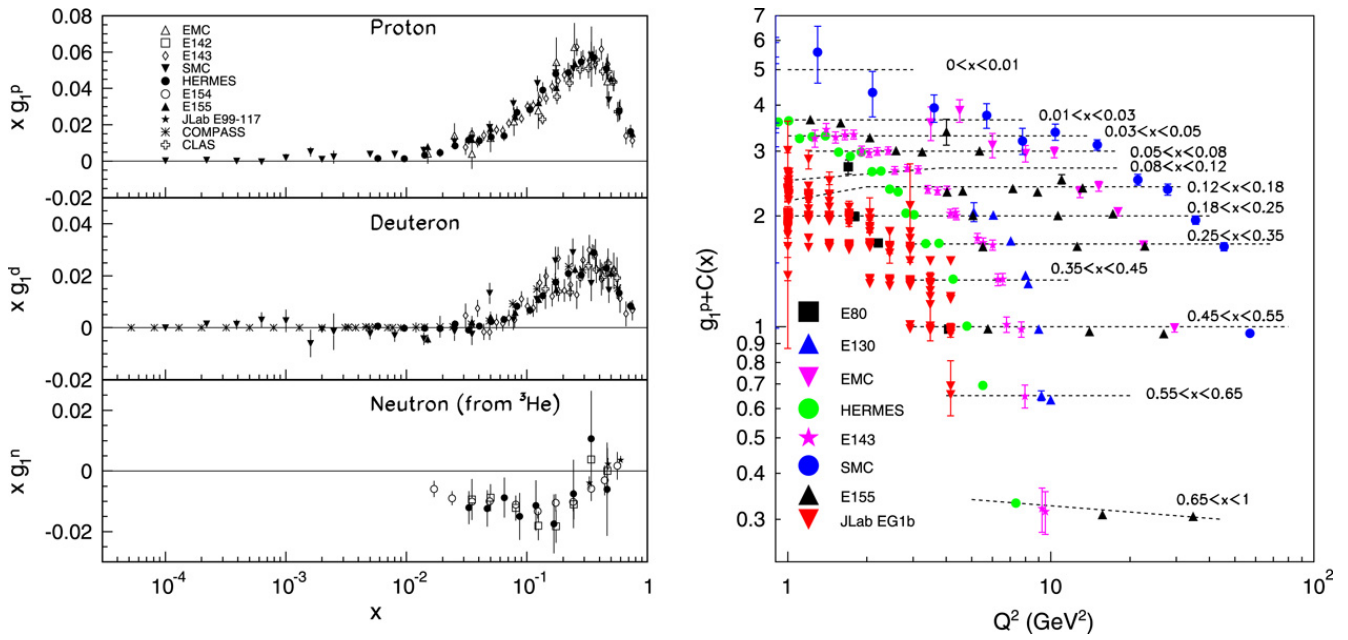 Proton
EMC
E142
E143
SMC
HERMES
E154
E155
JLab E99-117
COMPASS
CLAS
x g₁ᵖ
0.08
0.06
0.04
0.02
0
-0.02
Deuteron
x g₁ᵈ
0.04
0.02
0
-0.02
Neutron (from ³He)
x g₁ⁿ
0.02
0
-0.02
10⁻⁴ 10⁻³ 10⁻² 10⁻¹ 1
x
g₁ᵖ+C(x)
7
5
4
3
2
1
0.9
0.8
0.7
0.6
0.5
0.4
0.3
0<x<0.01
0.01<x<0.03
0.03<x<0.05
0.05<x<0.08
0.08<x<0.12
0.12<x<0.18
0.18<x<0.25
0.25<x<0.35
0.35<x<0.45
0.45<x<0.55
0.55<x<0.65
0.65<x<1
E80
E130
EMC
HERMES
E143
SMC
E155
JLab EG1b
1 10 10²
Q² (GeV²)